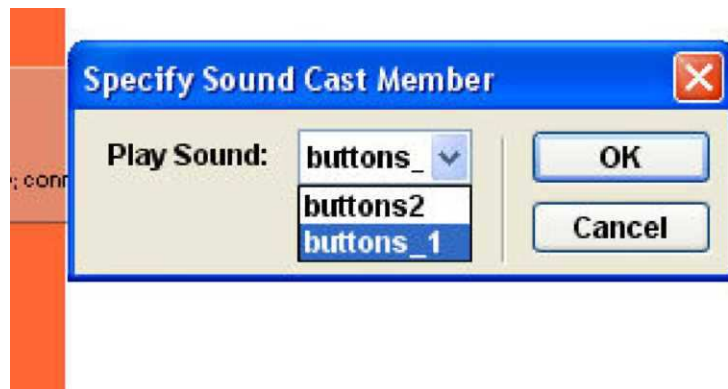 Specify Sound Cast Member
Play Sound: buttons_ OK
buttons2
buttons_1
Cancel